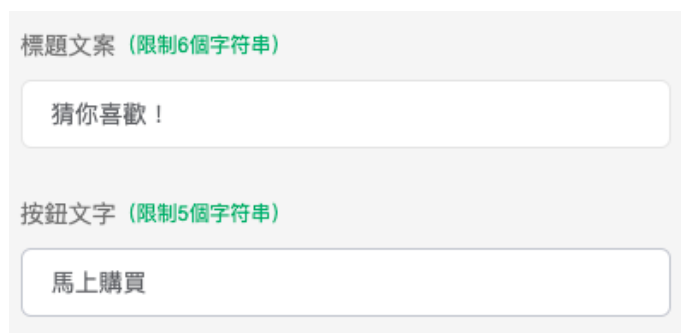 標題文案（限制6個字符串）
猜你喜歡！
按鈕文字（限制5個字符串）
馬上購買